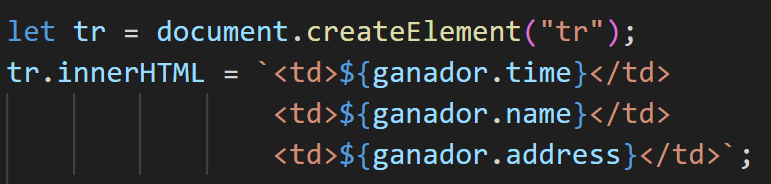 let tr = document.createElement("tr");
tr.innerHTML = `<td>${ganador.time}</td>
<td>${ganador.name}</td>
<td>${ganador.address}</td>`;